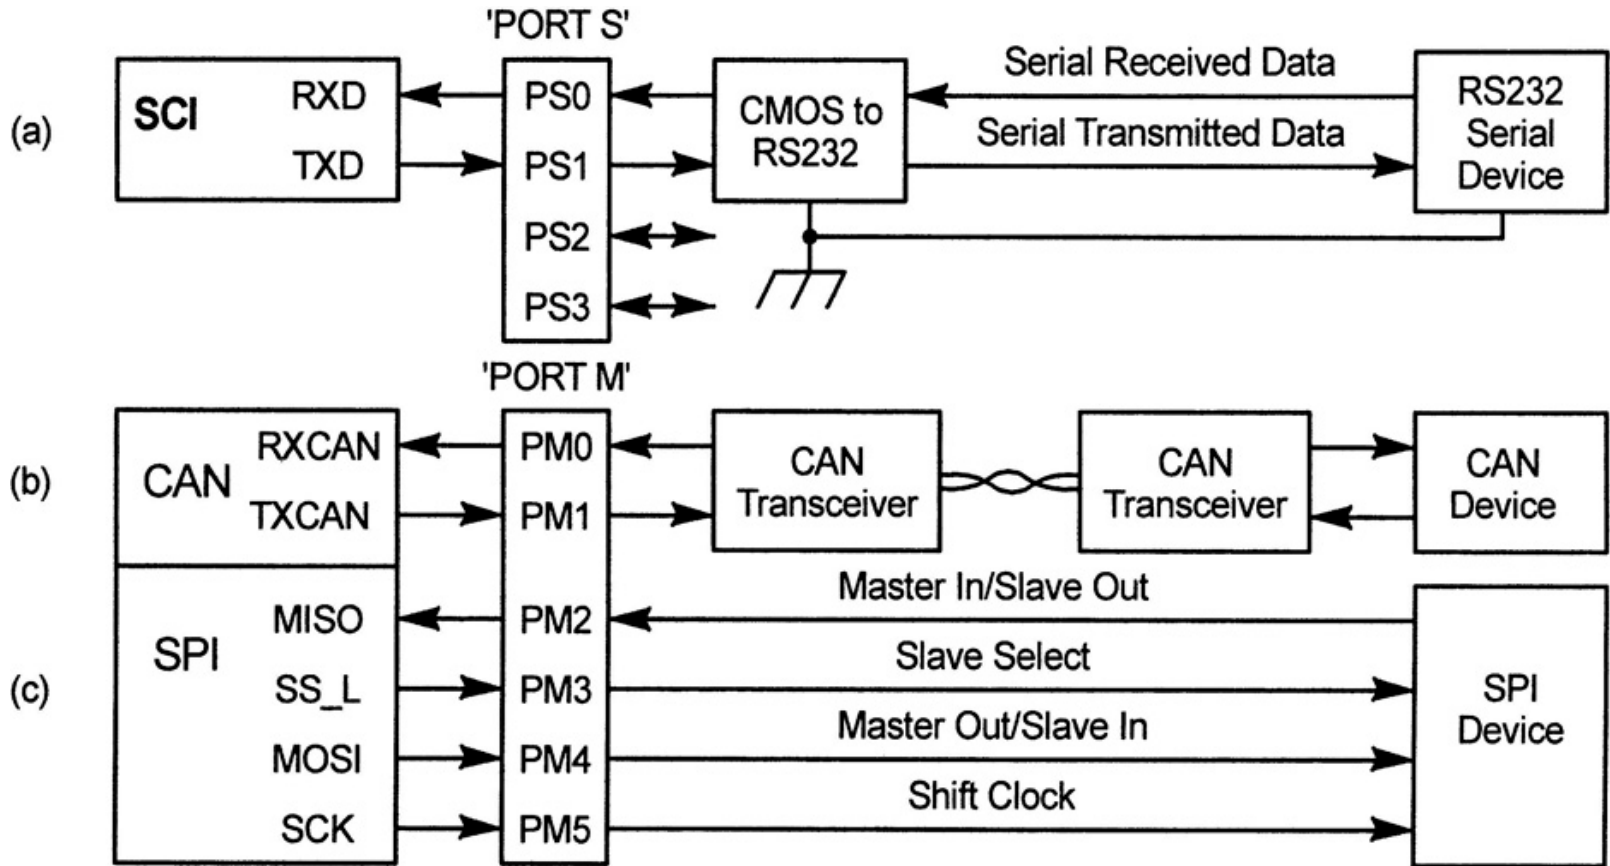 'PORT S'
(a)
SCI
RXD
TXD
PS0
PS1
PS2
PS3
CMOS to
RS232
Serial Received Data
Serial Transmitted Data
RS232
Serial
Device
'PORT M'
(b)
CAN
RXCAN
TXCAN
PM0
PM1
CAN
Transceiver
CAN
Transceiver
CAN
Device
(c)
SPI
MISO
SS_L
MOSI
SCK
PM2
PM3
PM4
PM5
Master In/Slave Out
Slave Select
Master Out/Slave In
Shift Clock
SPI
Device